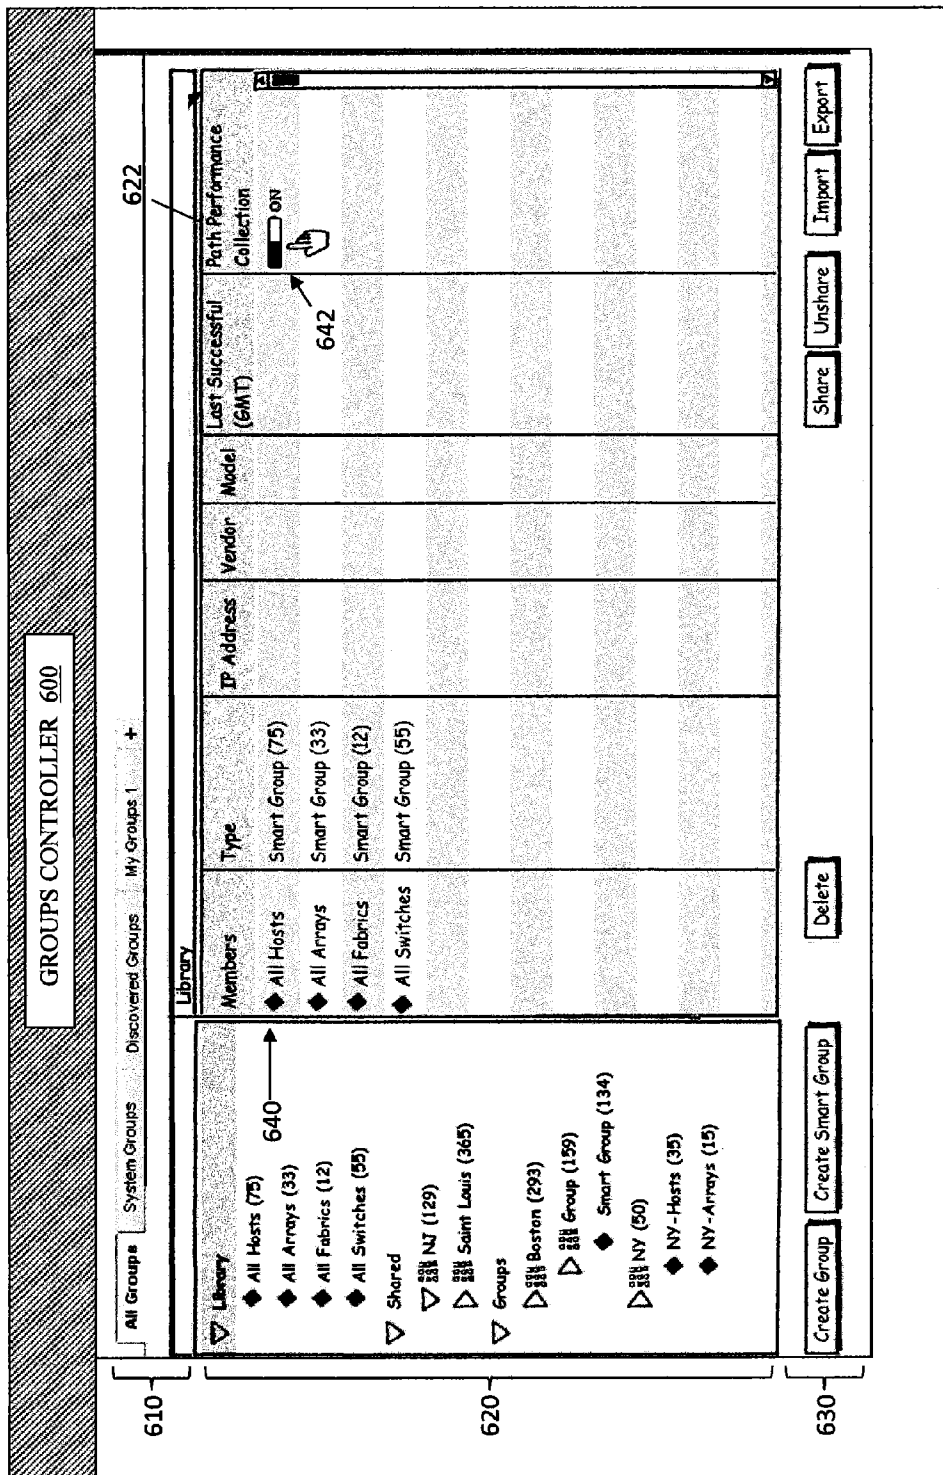 GROUPS CONTROLLER 600
All Groups System Groups Discovered Groups My Groups 1 +
610
Library
620
Library
All Hosts (75)
All Arrays (33)
All Fabrics (12)
All Switches (55)
Shared
NJ (129)
Saint Louis (365)
Groups
Boston (293)
Group (159)
Smart Group (134)
NY (50)
NY-Hosts (35)
NY-Arrays (15)
640
622
Members Type IP Address Vendor Model Last Successful (GMT) Path Performance Collection
All Hosts Smart Group (75) ON
All Arrays Smart Group (33)
All Fabrics Smart Group (12)
All Switches Smart Group (55)
642
630
Create Group Create Smart Group Delete Share Unshare Import Export